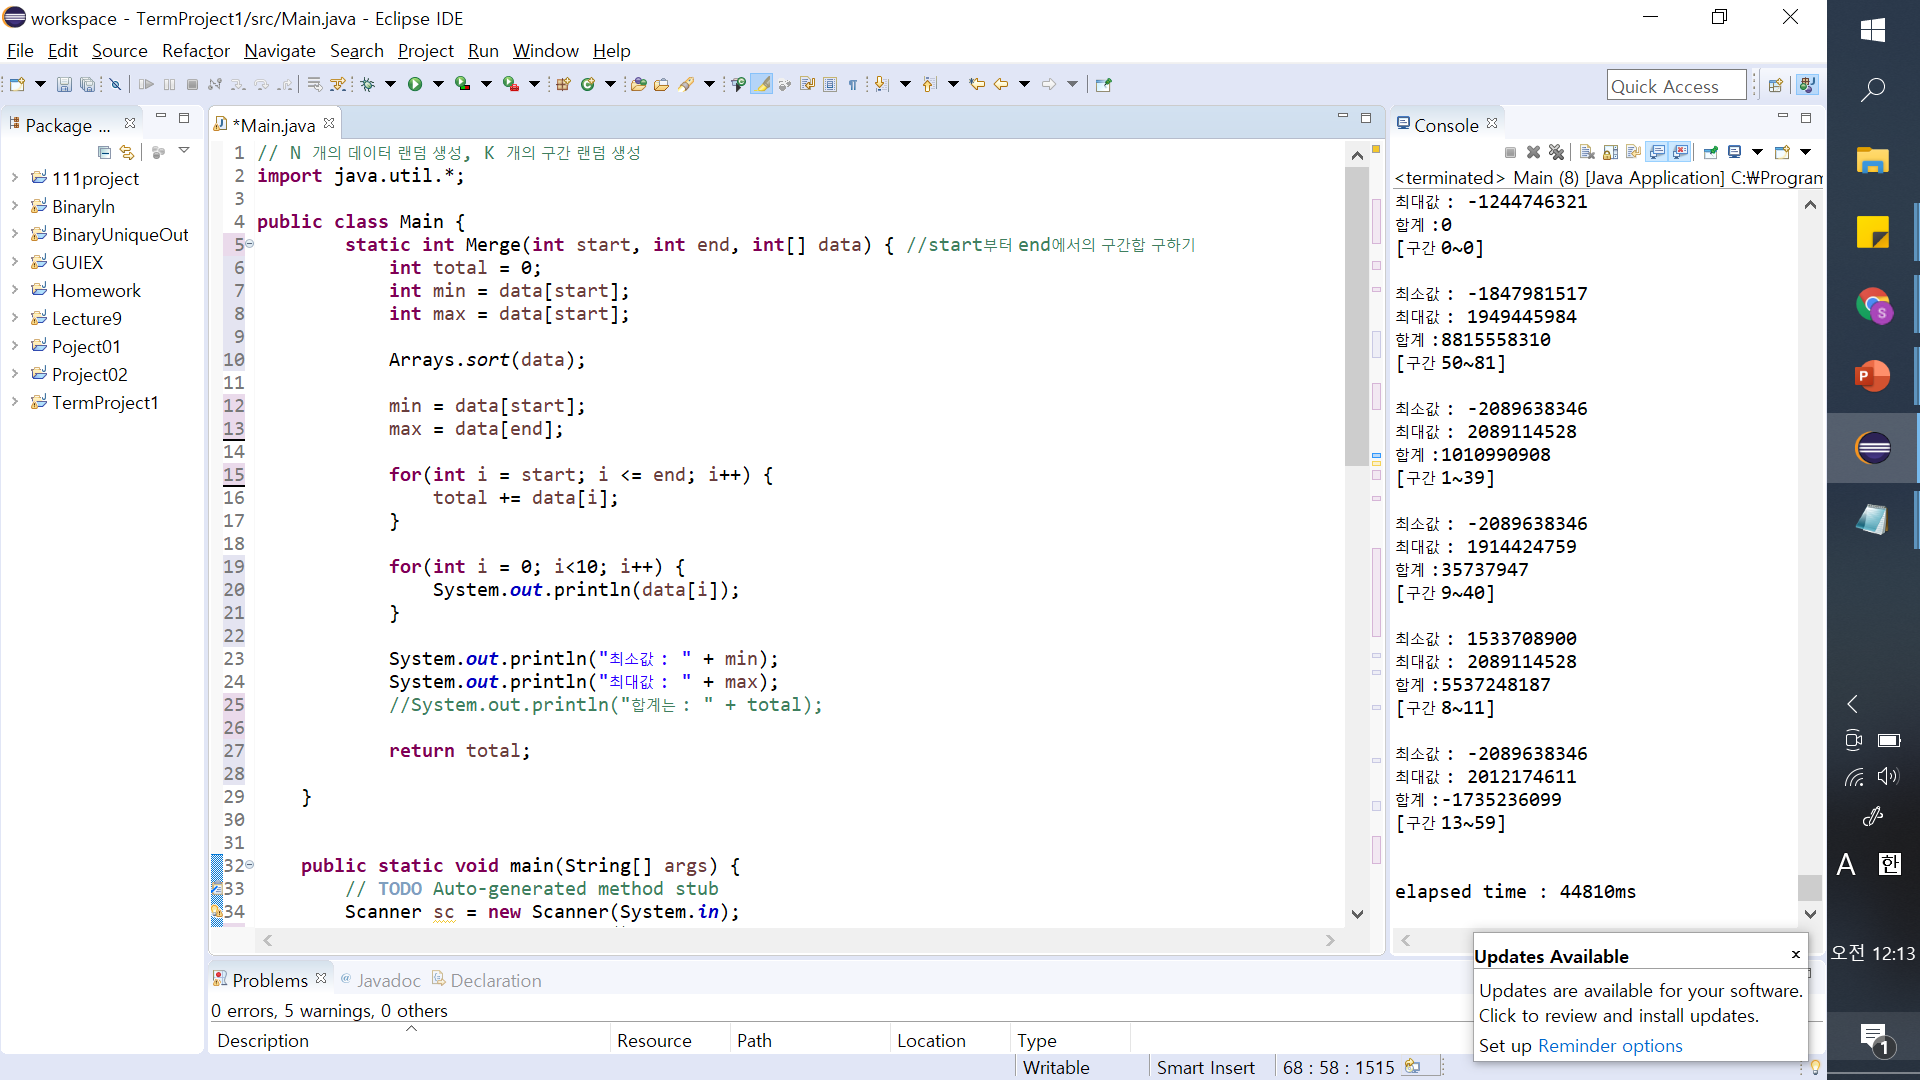 workspace - TermProject1/src/Main.java - Eclipse IDE
File Edit Source Refactor Navigate Search Project Run Window Help
Quick Access
Package ...
111project
BinaryIn
BinaryUniqueOut
GUIEX
Homework
Lecture9
Poject01
Project02
TermProject1
*Main.java
1 // N 개의 데이터 랜덤 생성, K 개의 구간 랜덤 생성
2 import java.util.*;
3
4 public class Main {
5 static int Merge(int start, int end, int[] data) { //start부터 end에서의 구간합 구하기
6 int total = 0;
7 int min = data[start];
8 int max = data[start];
9
10 Arrays.sort(data);
11
12 min = data[start];
13 max = data[end];
14
15 for(int i = start; i <= end; i++) {
16 total += data[i];
17 }
18
19 for(int i = 0; i<10; i++) {
20 System.out.println(data[i]);
21 }
22
23 System.out.println("최소값 : " + min);
24 System.out.println("최대값 : " + max);
25 //System.out.println("합계는 : " + total);
26
27 return total;
28
29 }
30
31
32 public static void main(String[] args) {
33 // TODO Auto-generated method stub
34 Scanner sc = new Scanner(System.in);
Console
<terminated> Main (8) [Java Application] C:₩Program
최대값 : -1244746321
합계 :0
[구간 0~0]
최소값 : -1847981517
최대값 : 1949445984
합계 :8815558310
[구간 50~81]
최소값 : -2089638346
최대값 : 2089114528
합계 :1010990908
[구간 1~39]
최소값 : -2089638346
최대값 : 1914424759
합계 :35737947
[구간 9~40]
최소값 : 1533708900
최대값 : 2089114528
합계 :5537248187
[구간 8~11]
최소값 : -2089638346
최대값 : 2012174611
합계 :-1735236099
[구간 13~59]
elapsed time : 44810ms
Problems @ Javadoc Declaration
0 errors, 5 warnings, 0 others
Description Resource Path Location Type
Writable Smart Insert 68 : 58 : 1515
Updates Available x
Updates are available for your software.
Click to review and install updates.
Set up Reminder options
S
P
A 한
오전 12:13
1